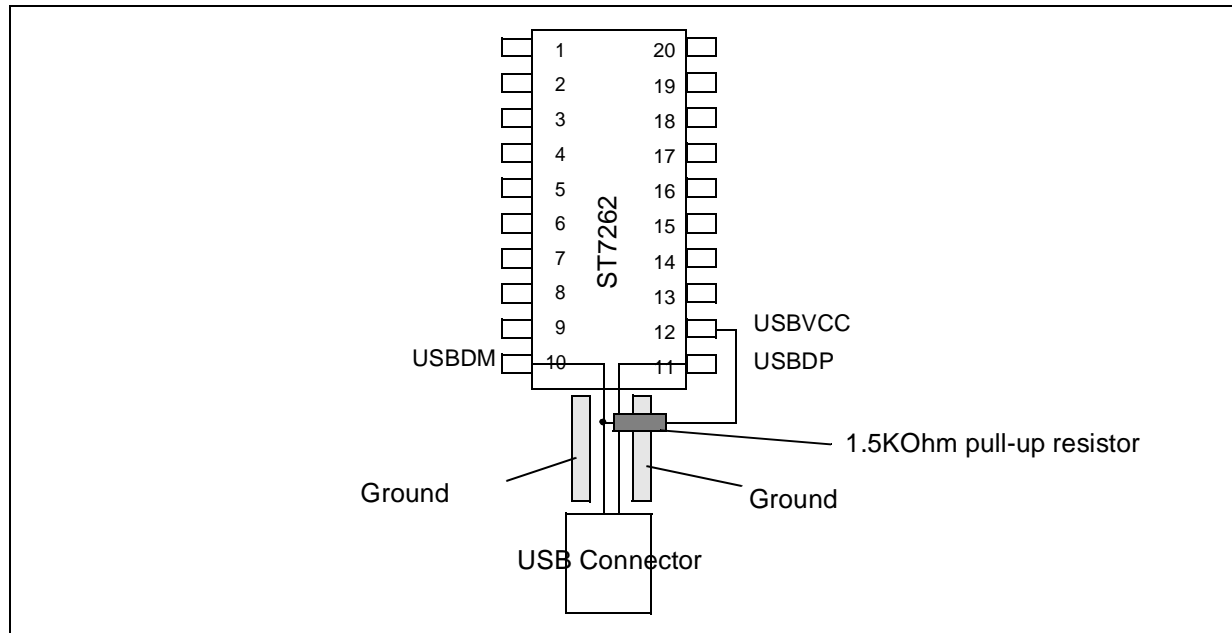 1 20
2 19
3 18
4 17
5 16
6 15
7 14
8 13
9 12
10 11
ST7262
USBVCC
USBDM
USBDP
1.5KOhm pull-up resistor
Ground
Ground
USB Connector